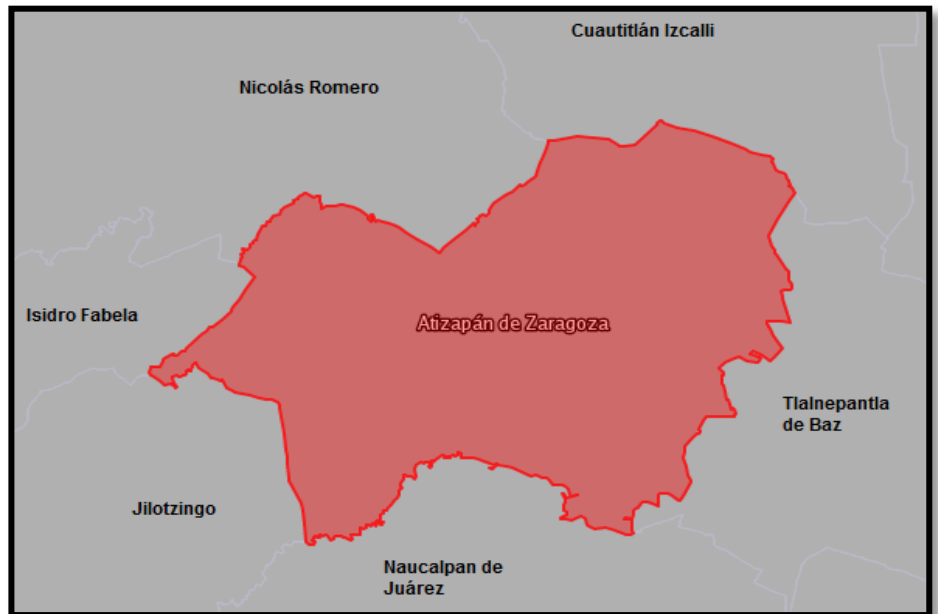 Cuautitlán Izcalli
Nicolás Romero
Isidro Fabela
Atizapán de Zaragoza
Tlalnepantla
de Baz
Jilotzingo
Naucalpan de
Juárez